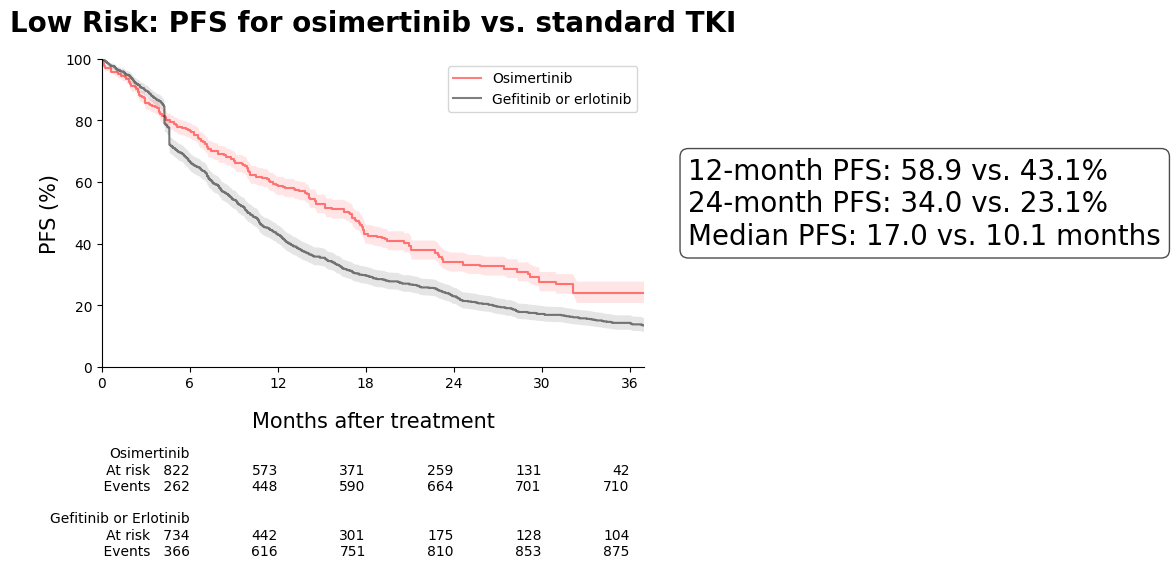 Low Risk: PFS for osimertinib vs. standard TKI
100
80
60
40
20
0
PFS (%)
Osimertinib
Gefitinib or erlotinib
12-month PFS: 58.9 vs. 43.1%
24-month PFS: 34.0 vs. 23.1%
Median PFS: 17.0 vs. 10.1 months
0 6 12 18 24 30 36
Months after treatment
Osimertinib
At risk 822 573 371 259 131 42
Events 262 448 590 664 701 710
Gefitinib or Erlotinib
At risk 734 442 301 175 128 104
Events 366 616 751 810 853 875